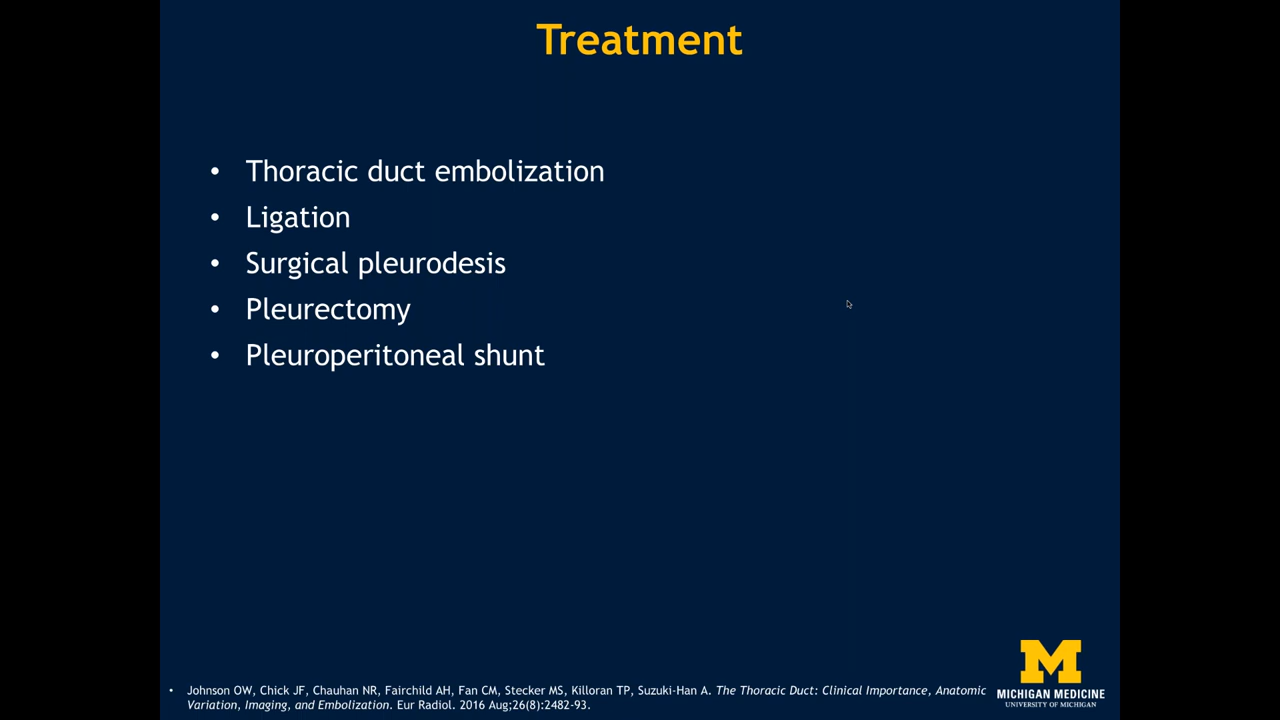 Treatment
• Thoracic duct embolization
• Ligation
• Surgical pleurodesis
• Pleurectomy
• Pleuroperitoneal shunt
• Johnson OW, Chick JF, Chauhan NR, Fairchild AH, Fan CM, Stecker MS, Killoran TP, Suzuki-Han A. The Thoracic Duct: Clinical Importance, Anatomic
Variation, Imaging, and Embolization. Eur Radiol. 2016 Aug;26(8):2482-93.
M
MICHIGAN MEDICINE
UNIVERSITY OF MICHIGAN